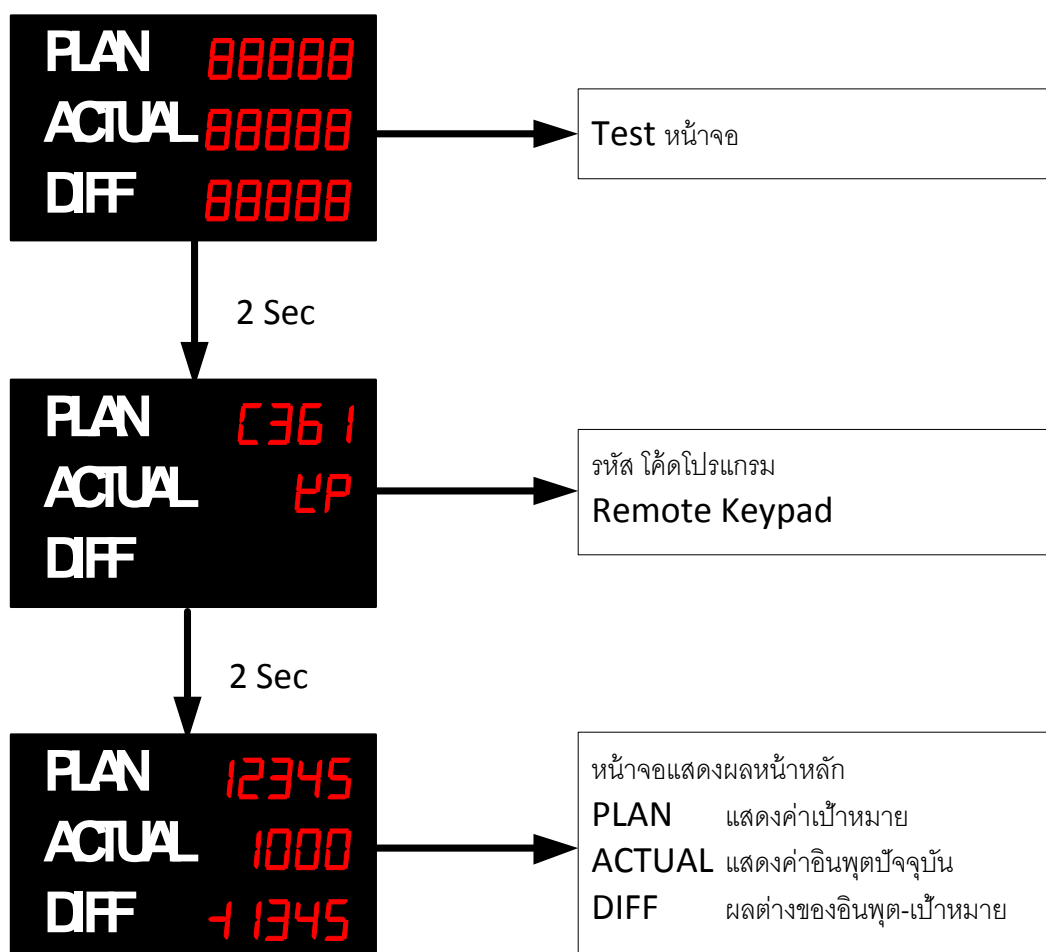 PLAN 88888
ACTUAL 88888
DIFF 88888
Test หน้าจอ
2 Sec
PLAN C361
ACTUAL
DIFF
รหัส โค้ดโปรแกรม
Remote Keypad
2 Sec
PLAN 12345
ACTUAL 1000
DIFF -11345
หน้าจอแสดงผลหน้าหลัก
PLAN แสดงค่าเป้าหมาย
ACTUAL แสดงค่าอินพุตปัจจุบัน
DIFF ผลต่างของอินพุต-เป้าหมาย